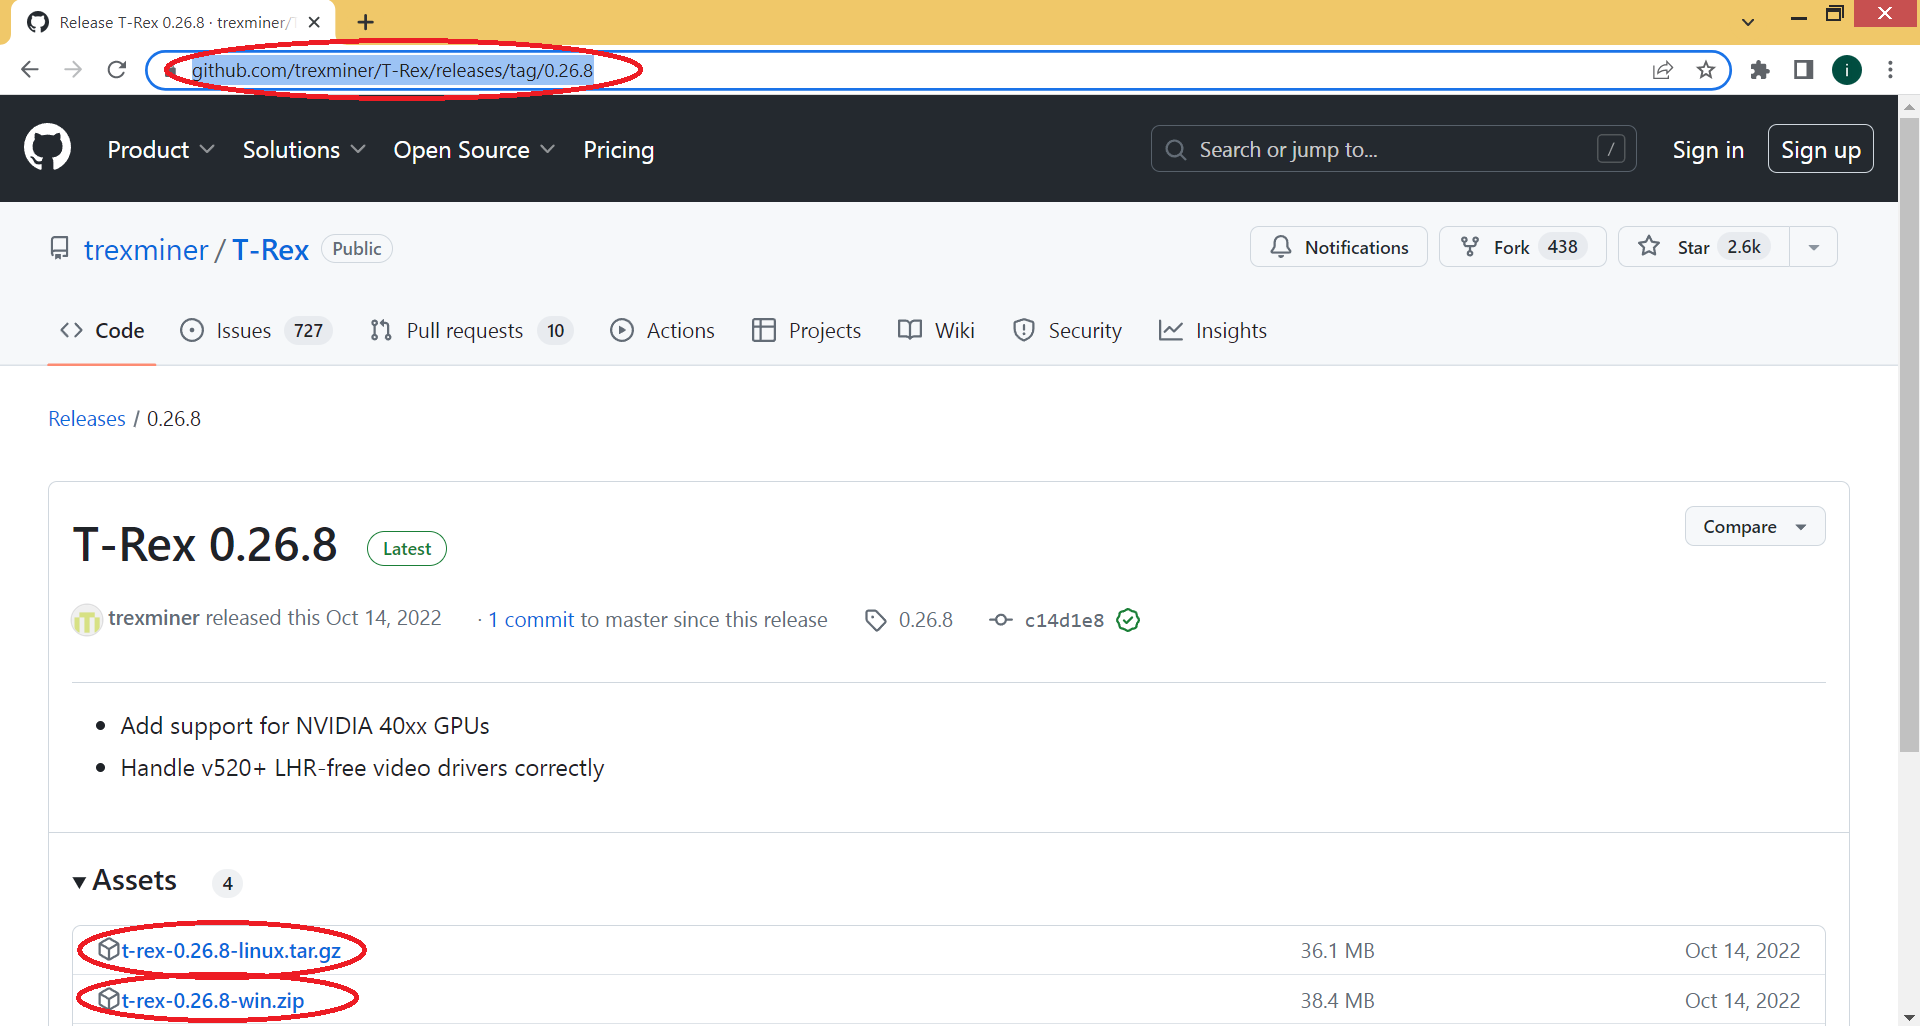 Release T-Rex 0.26.8 · trexminer/
github.com/trexminer/T-Rex/releases/tag/0.26.8
i
Product Solutions Open Source Pricing Search or jump to... / Sign in Sign up
trexminer / T-Rex Public Notifications Fork 438 Star 2.6k
Code Issues 727 Pull requests 10 Actions Projects Wiki Security Insights
Releases / 0.26.8
T-Rex 0.26.8 Latest Compare
trexminer released this Oct 14, 2022 · 1 commit to master since this release 0.26.8 c14d1e8
• Add support for NVIDIA 40xx GPUs
• Handle v520+ LHR-free video drivers correctly
Assets 4
t-rex-0.26.8-linux.tar.gz 36.1 MB Oct 14, 2022
t-rex-0.26.8-win.zip 38.4 MB Oct 14, 2022